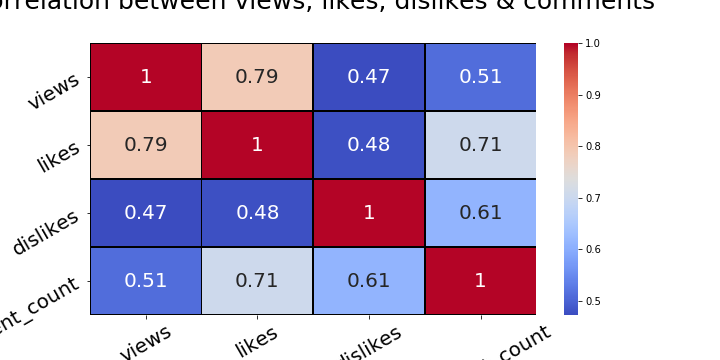 orrelation between views, likes, dislikes & comments
views 1 0.79 0.47 0.51
likes 0.79 1 0.48 0.71
dislikes 0.47 0.48 1 0.61
nt_count 0.51 0.71 0.61 1
views likes dislikes t_count
1.0
0.9
0.8
0.7
0.6
0.5